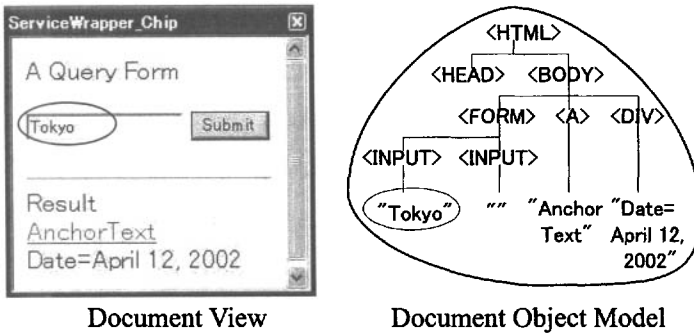 ServiceWrapper_Chip
A Query Form
Tokyo
Submit
Result
AnchorText
Date=April 12, 2002
Document View
<HTML>
<HEAD> <BODY>
<FORM> <A> <DIV>
<INPUT> <INPUT>
"Tokyo" "" "Anchor Text" "Date= April 12, 2002"
Document Object Model